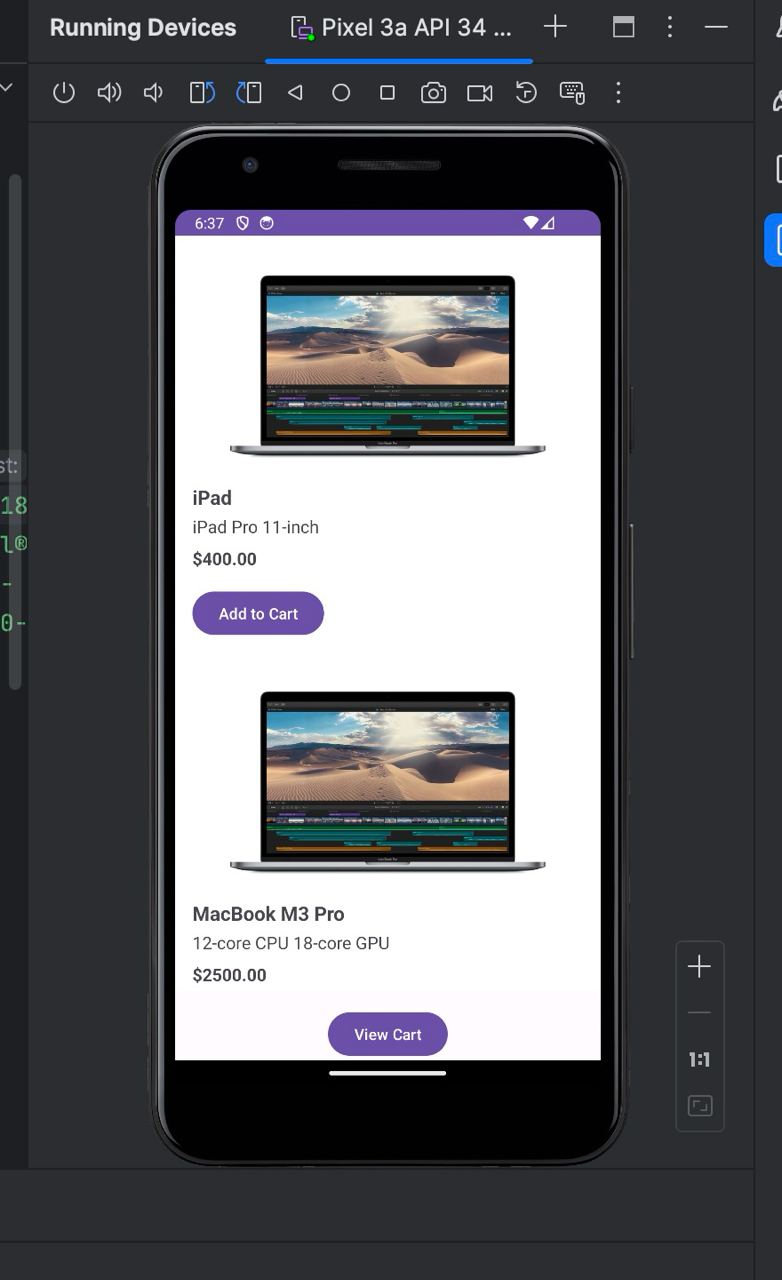 Running Devices
Pixel 3a API 34 ...
6:37
iPad
iPad Pro 11-inch
$400.00
Add to Cart
st:
18
l®
-
0-
MacBook M3 Pro
12-core CPU 18-core GPU
$2500.00
View Cart
1:1